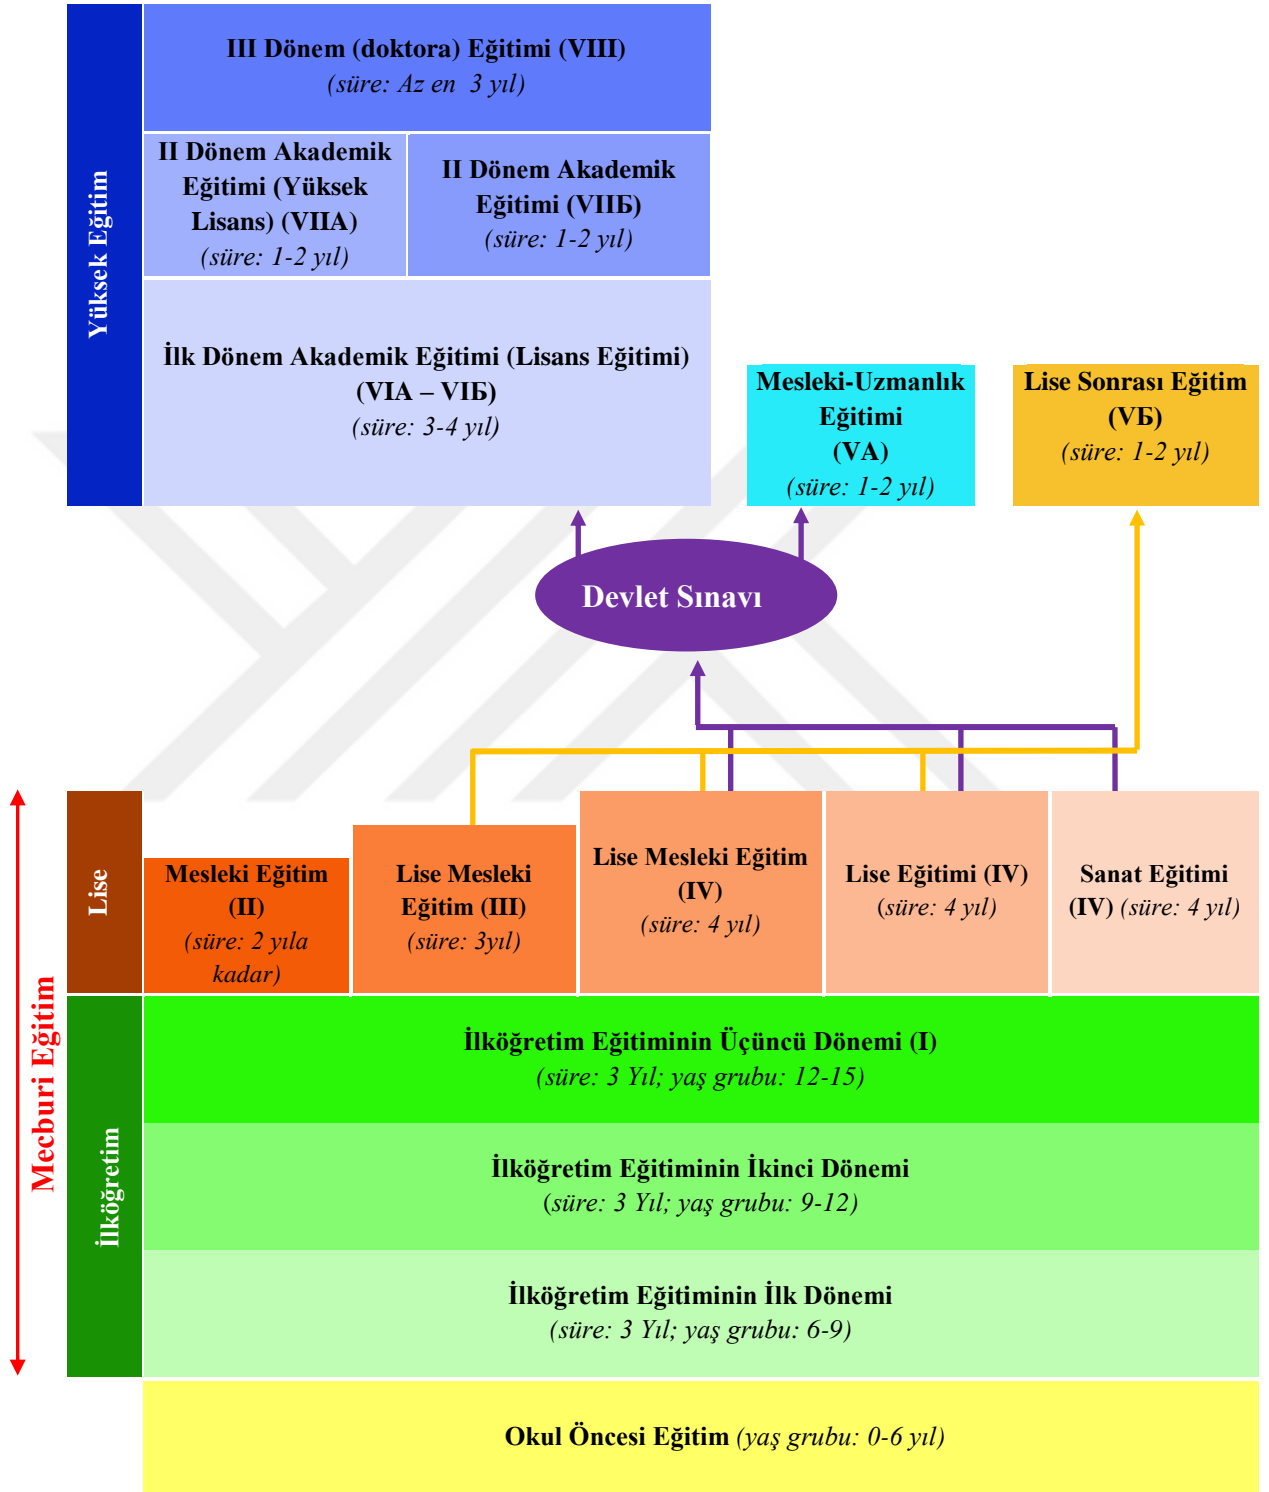 Yüksek Eğitim
III Dönem (doktora) Eğitimi (VIII)
(süre: Az en  3 yıl)
II Dönem Akademik
Eğitimi (Yüksek
Lisans) (VIIA)
(süre: 1-2 yıl)
II Dönem Akademik
Eğitimi (VIIБ)
(süre: 1-2 yıl)
İlk Dönem Akademik Eğitimi (Lisans Eğitimi)
(VIA – VIБ)
(süre: 3-4 yıl)
Mesleki-Uzmanlık
Eğitimi
(VA)
(süre: 1-2 yıl)
Lise Sonrası Eğitim
(VБ)
(süre: 1-2 yıl)
Devlet Sınavı
Mecburi Eğitim
Lise
Mesleki Eğitim
(II)
(süre: 2 yıla
kadar)
Lise Mesleki
Eğitim (III)
(süre: 3yıl)
Lise Mesleki Eğitim
(IV)
(süre: 4 yıl)
Lise Eğitimi (IV)
(süre: 4 yıl)
Sanat Eğitimi
(IV) (süre: 4 yıl)
İlköğretim
İlköğretim Eğitiminin Üçüncü Dönemi (I)
(süre: 3 Yıl; yaş grubu: 12-15)
İlköğretim Eğitiminin İkinci Dönemi
(süre: 3 Yıl; yaş grubu: 9-12)
İlköğretim Eğitiminin İlk Dönemi
(süre: 3 Yıl; yaş grubu: 6-9)
Okul Öncesi Eğitim (yaş grubu: 0-6 yıl)